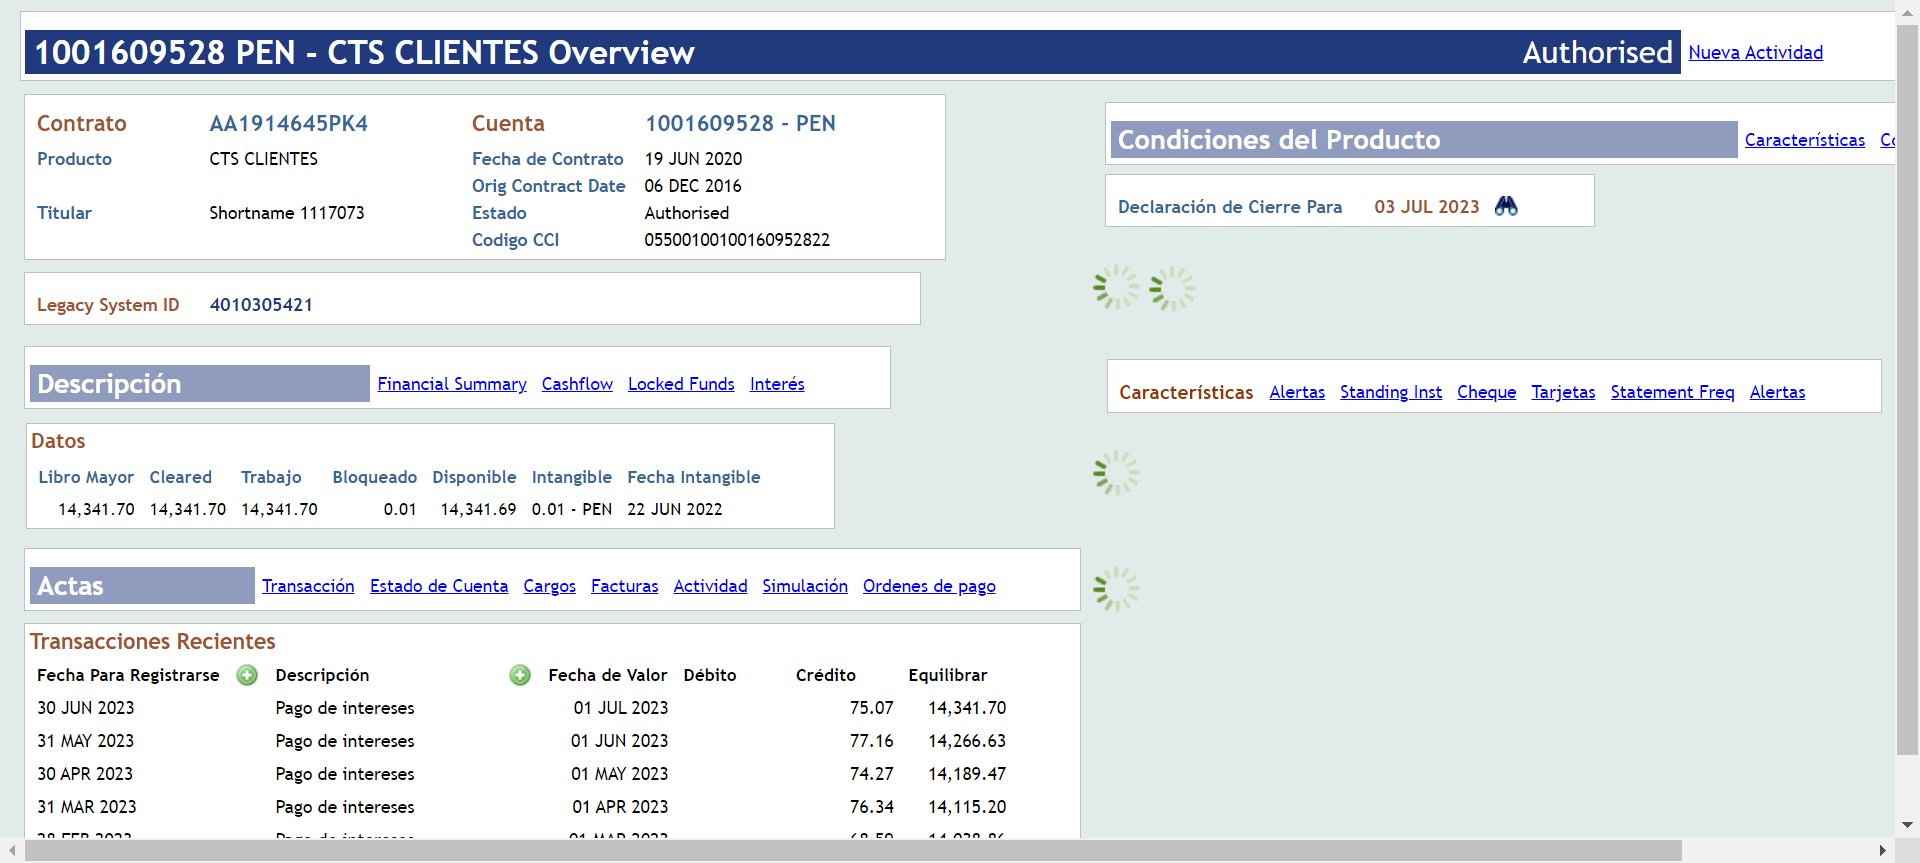 1001609528 PEN - CTS CLIENTES Overview Authorised Nueva Actividad
Contrato AA1914645PK4 Cuenta 1001609528 - PEN
Producto CTS CLIENTES Fecha de Contrato 19 JUN 2020
Orig Contract Date 06 DEC 2016
Titular Shortname 1117073 Estado Authorised
Codigo CCI 05500100100160952822
Legacy System ID 4010305421
Descripción Financial Summary Cashflow Locked Funds Interés
Datos
Libro Mayor Cleared Trabajo Bloqueado Disponible Intangible Fecha Intangible
14,341.70 14,341.70 14,341.70 0.01 14,341.69 0.01 - PEN 22 JUN 2022
Actas Transacción Estado de Cuenta Cargos Facturas Actividad Simulación Ordenes de pago
Transacciones Recientes
Fecha Para Registrarse Descripción Fecha de Valor Débito Crédito Equilibrar
30 JUN 2023 Pago de intereses 01 JUL 2023 75.07 14,341.70
31 MAY 2023 Pago de intereses 01 JUN 2023 77.16 14,266.63
30 APR 2023 Pago de intereses 01 MAY 2023 74.27 14,189.47
31 MAR 2023 Pago de intereses 01 APR 2023 76.34 14,115.20
Condiciones del Producto Características
Declaración de Cierre Para 03 JUL 2023
Características Alertas Standing Inst Cheque Tarjetas Statement Freq Alertas